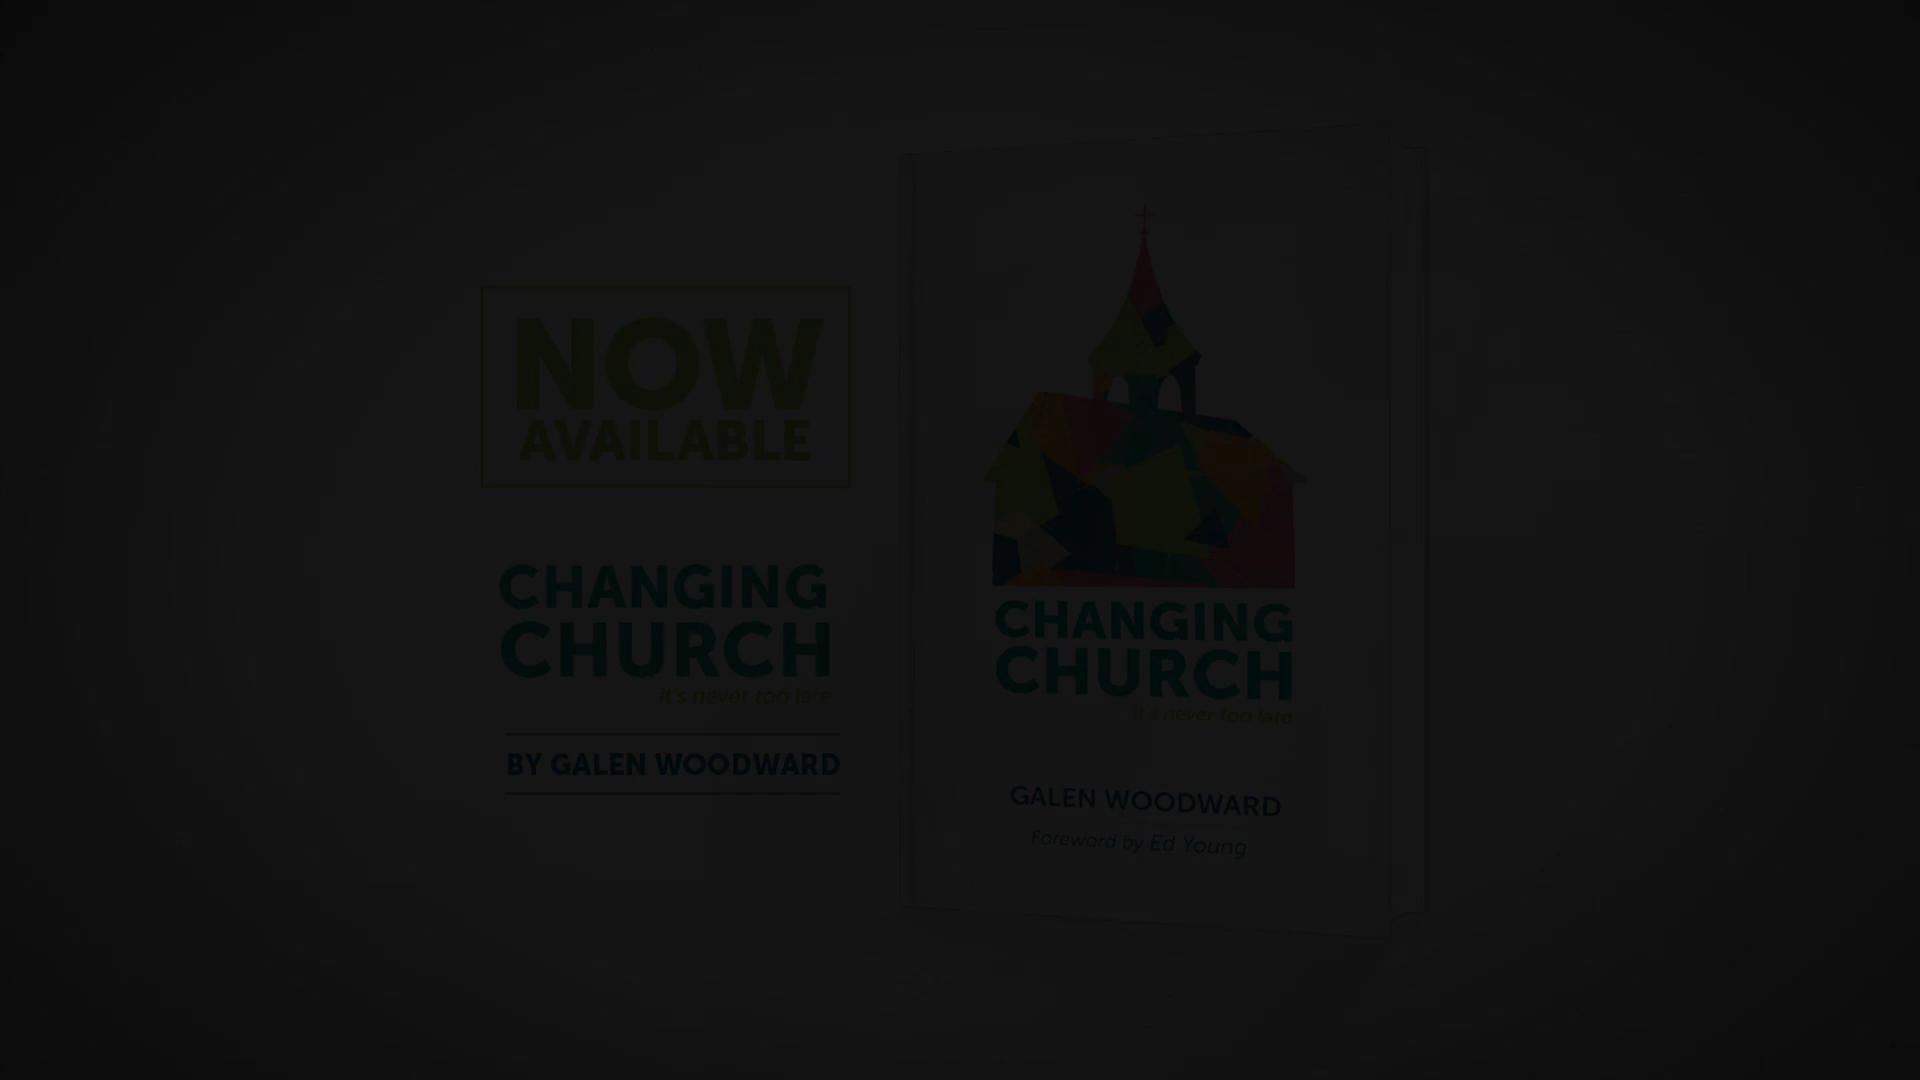 NOW
AVAILABLE
CHANGING
CHURCH
it's never too late
BY GALEN WOODWARD
CHANGING
CHURCH
it's never too late
GALEN WOODWARD
Foreword by Ed Young